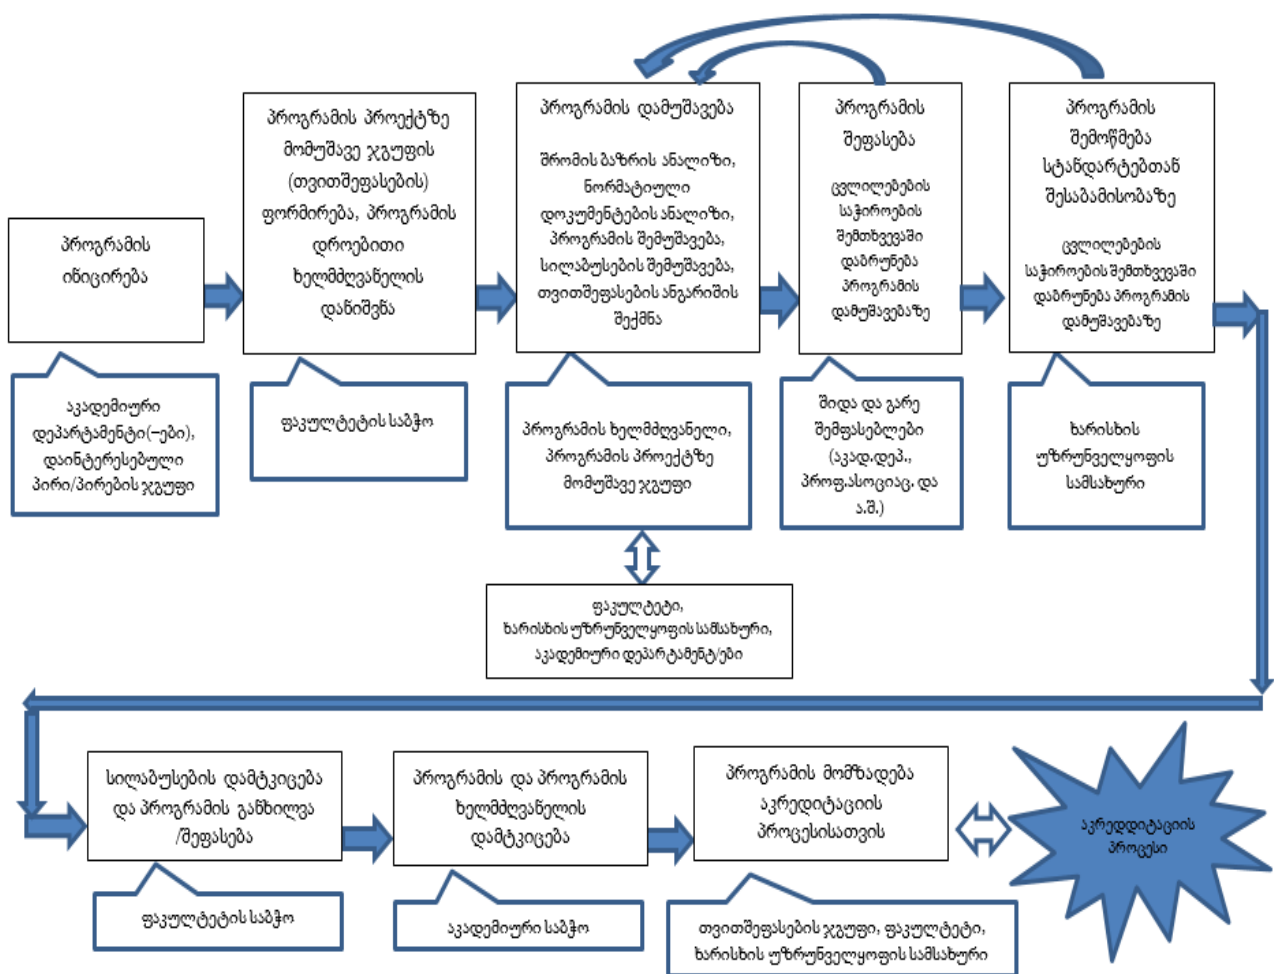 პროგრამის
ინიცირება
აკადემიური
დეპარტამენტი(–ები),
დაინტერესებული
პირი/პირების ჯგუფი
პროგრამის პროექტზე
მომუშავე ჯგუფის
(თვითშეფასების)
ფორმირება, პროგრამის
დროებითი
ხელმძღვანელის
დანიშვნა
ფაკულტეტის საბჭო
პროგრამის დამუშავება
შრომის ბაზრის ანალიზი,
ნორმატიული
დოკუმენტების ანალიზი,
პროგრამის შემუშავება,
სილაბუსების შემუშავება,
თვითშეფასების ანგარიშის
შექმნა
პროგრამის ხელმძღვანელი,
პროგრამის პროექტზე
მომუშავე ჯგუფი
ფაკულტეტი,
ხარისხის უზრუნველყოფის სამსახური,
აკადემიური დეპარტამენტ/ები
პროგრამის
შეფასება
ცვლილებების
საჭიროების
შემთხვევაში
დაბრუნება
პროგრამის
დამუშავებაზე
შიდა და გარე
შემფასებლები
(აკად.დეპ.,
პროფ.ასოციაც. და
ა.შ.)
პროგრამის
შემოწმება
სტანდარტებთან
შესაბამისობაზე
ცვლილებების
საჭიროების შემთხვევაში
დაბრუნება პროგრამის
დამუშავებაზე
ხარისხის
უზრუნველყოფის
სამსახური
სილაბუსების დამტკიცება
და პროგრამის განხილვა
/შეფასება
ფაკულტეტის საბჭო
პროგრამის და პროგრამის
ხელმძღვანელის
დამტკიცება
აკადემიური საბჭო
პროგრამის მომზადება
აკრედიტაციის
პროცესისათვის
თვითშეფასების ჯგუფი, ფაკულტეტი,
ხარისხის უზრუნველყოფის სამსახური
აკრედდიტაციის
პროცესი